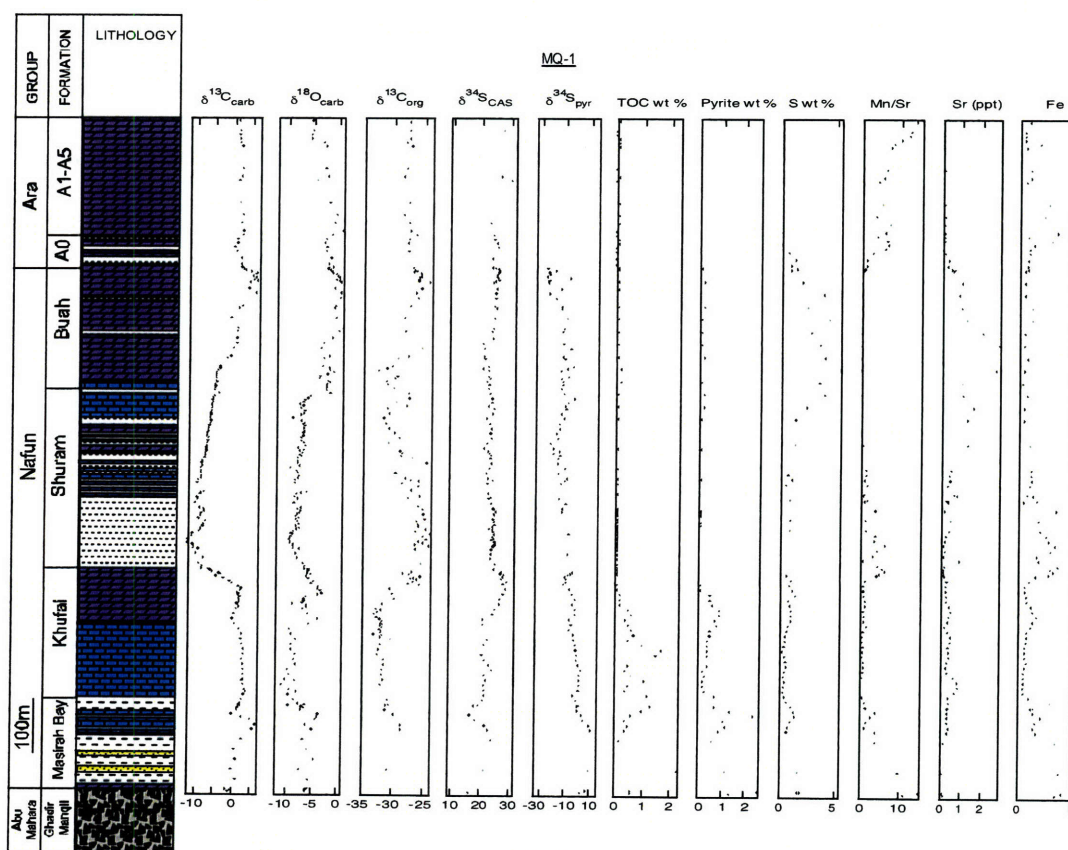 MQ-1
GROUP
FORMATION
LITHOLOGY
δ13Ccarb
δ18Ocarb
δ13Corg
δ34SCAS
δ34Spyr
TOC wt %
Pyrite wt %
S wt %
Mn/Sr
Sr (ppt)
Fe
Ara
A1-A5
A0
Nafun
Buah
Shuram
Khufai
Masirah Bay
100m
Abu Mahara
Ghadir Manqil
-10 0
-10 -5 0
-35 -25
10 20 30
-30 -10 10
0 1 2
0 1 2
0 5
0 10
0 1 2
0